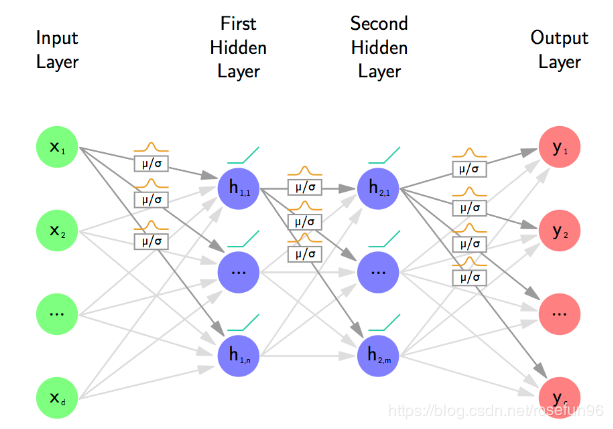 Input
Layer
First
Hidden
Layer
Second
Hidden
Layer
Output
Layer
x1
x2
...
xd
μ/σ
μ/σ
μ/σ
h1,1
...
h1,n
μ/σ
μ/σ
μ/σ
h2,1
...
h2,m
μ/σ
μ/σ
μ/σ
μ/σ
y1
y2
...
yc
https://blog.csdn.net/rosefun96